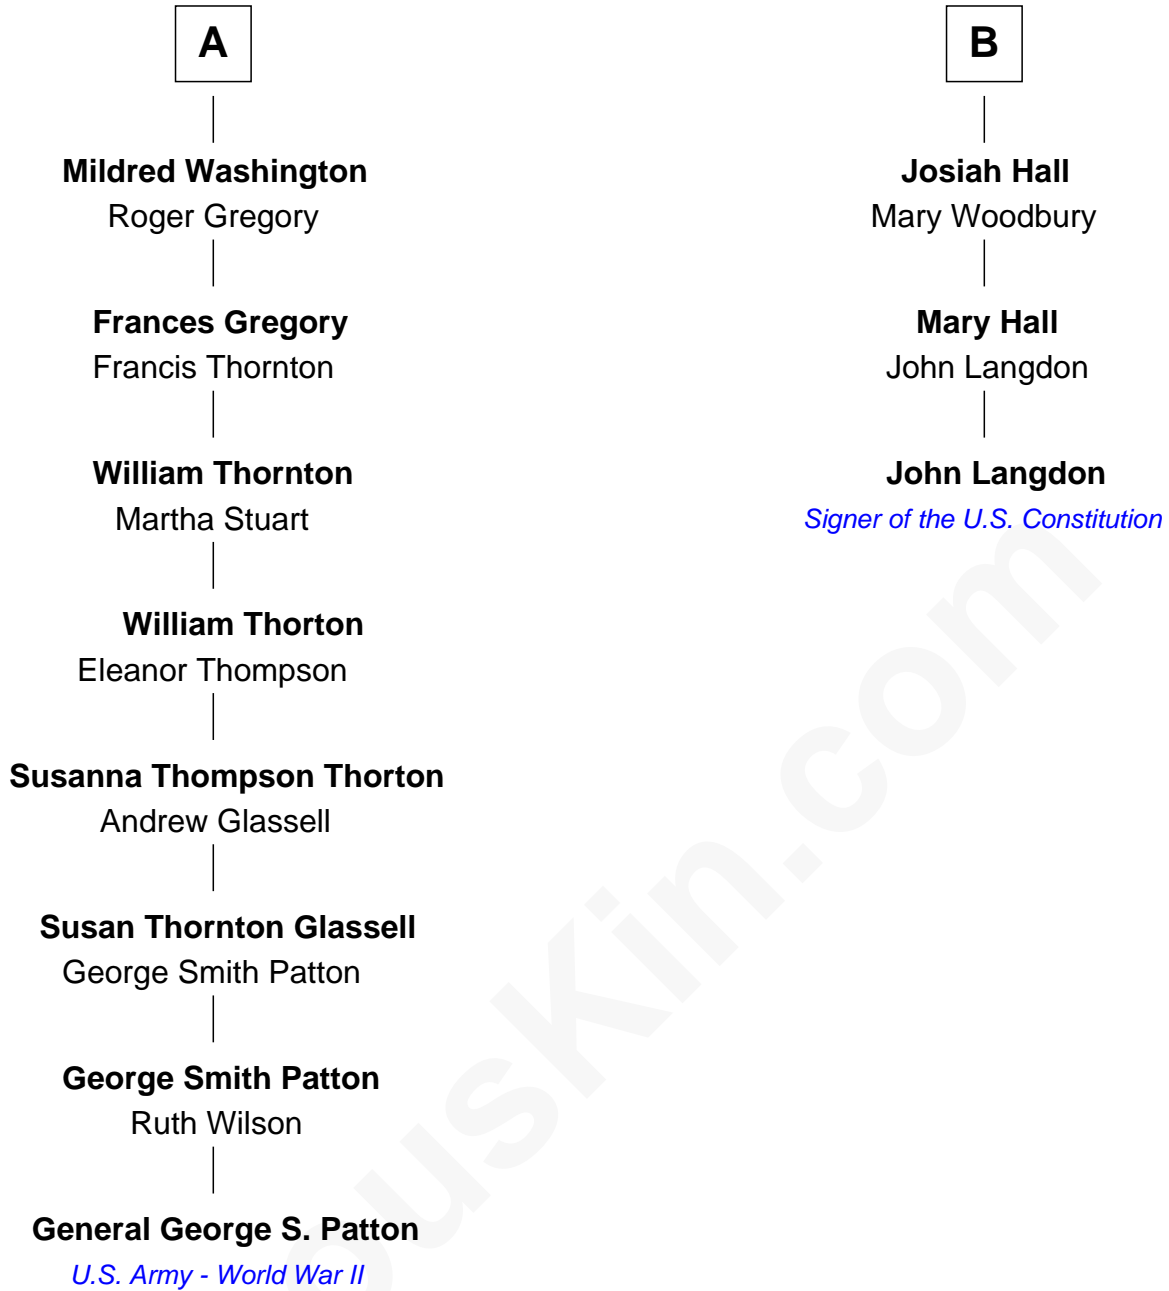 A
Mildred Washington
Roger Gregory
Frances Gregory
Francis Thornton
William Thornton
Martha Stuart
William Thorton
Eleanor Thompson
Susanna Thompson Thorton
Andrew Glassell
Susan Thornton Glassell
George Smith Patton
George Smith Patton
Ruth Wilson
General George S. Patton
U.S. Army - World War II
B
Josiah Hall
Mary Woodbury
Mary Hall
John Langdon
John Langdon
Signer of the U.S. Constitution
ousKin.com